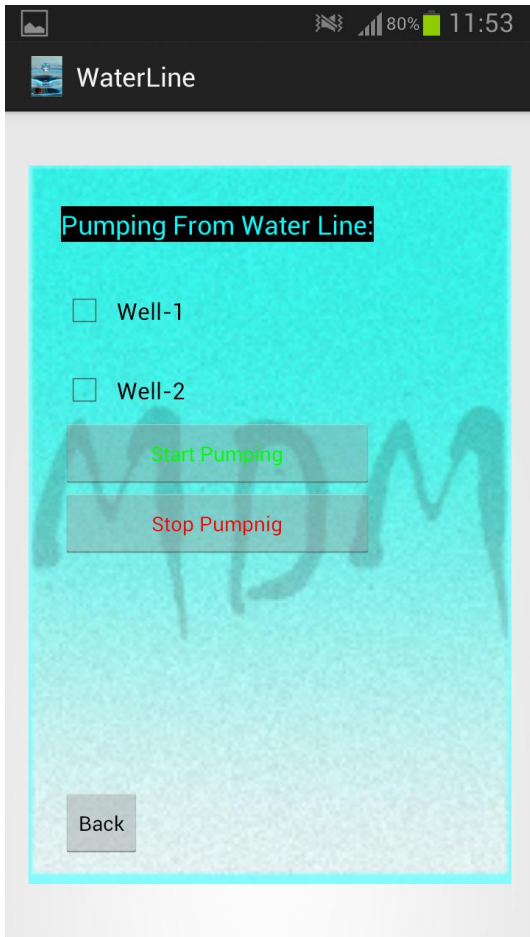 80% 11:53
WaterLine
Pumping From Water Line:
Well-1
Well-2
Start Pumping
Stop Pumpnig
MDM
Back